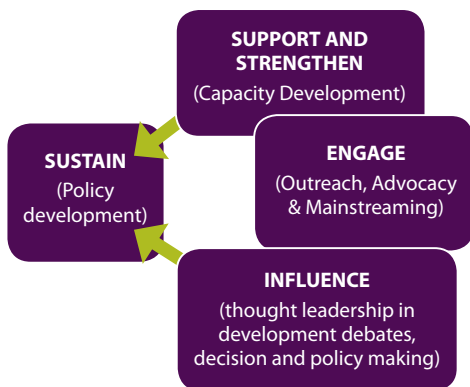 SUPPORT AND
STRENGTHEN
(Capacity Development)
SUSTAIN
(Policy
development)
ENGAGE
(Outreach, Advocacy
& Mainstreaming)
INFLUENCE
(thought leadership in
development debates,
decision and policy making)